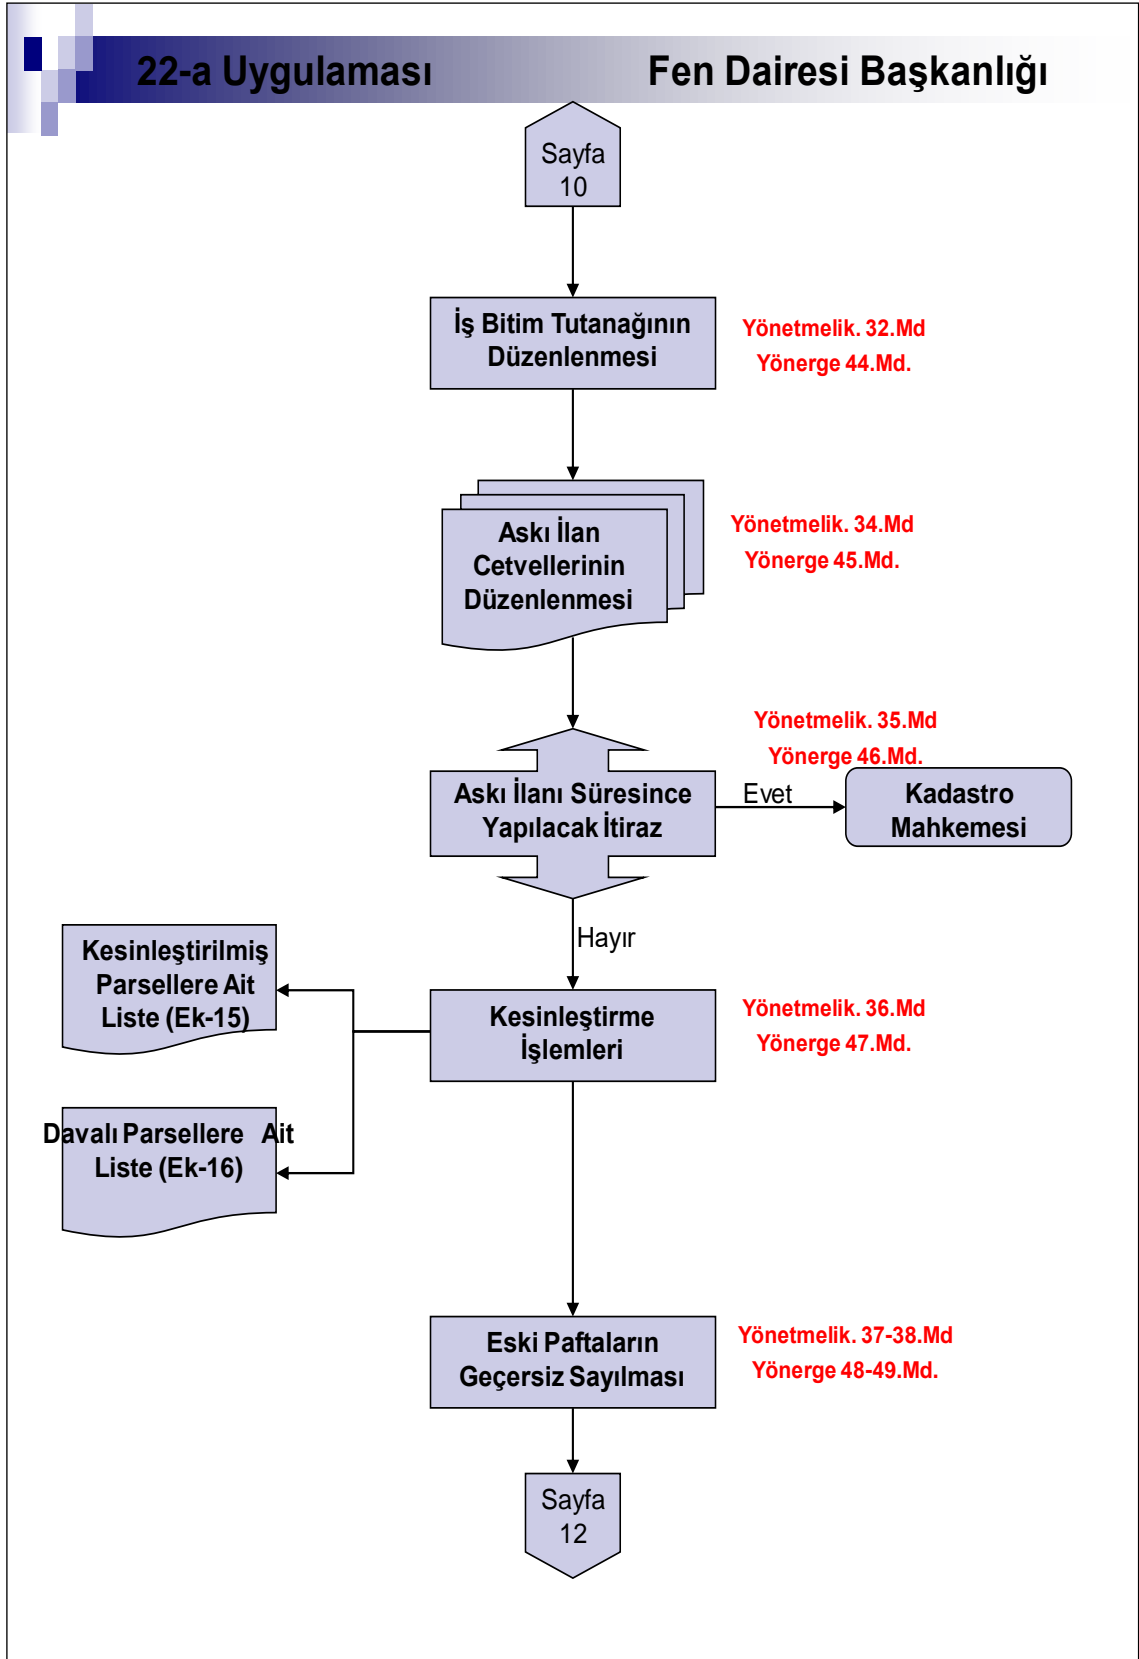 22-a Uygulaması Fen Dairesi Başkanlığı
Sayfa
10
İş Bitim Tutanağının
Düzenlenmesi
Yönetmelik. 32.Md
Yönerge 44.Md.
Askı İlan
Cetvellerinin
Düzenlenmesi
Yönetmelik. 34.Md
Yönerge 45.Md.
Yönetmelik. 35.Md
Yönerge 46.Md.
Askı İlanı Süresince
Yapılacak İtiraz
Evet
Kadastro
Mahkemesi
Hayır
Kesinleştirilmiş
Parsellere Ait
Liste (Ek-15)
Kesinleştirme
İşlemleri
Yönetmelik. 36.Md
Yönerge 47.Md.
Davalı Parsellere Ait
Liste (Ek-16)
Eski Paftaların
Geçersiz Sayılması
Yönetmelik. 37-38.Md
Yönerge 48-49.Md.
Sayfa
12